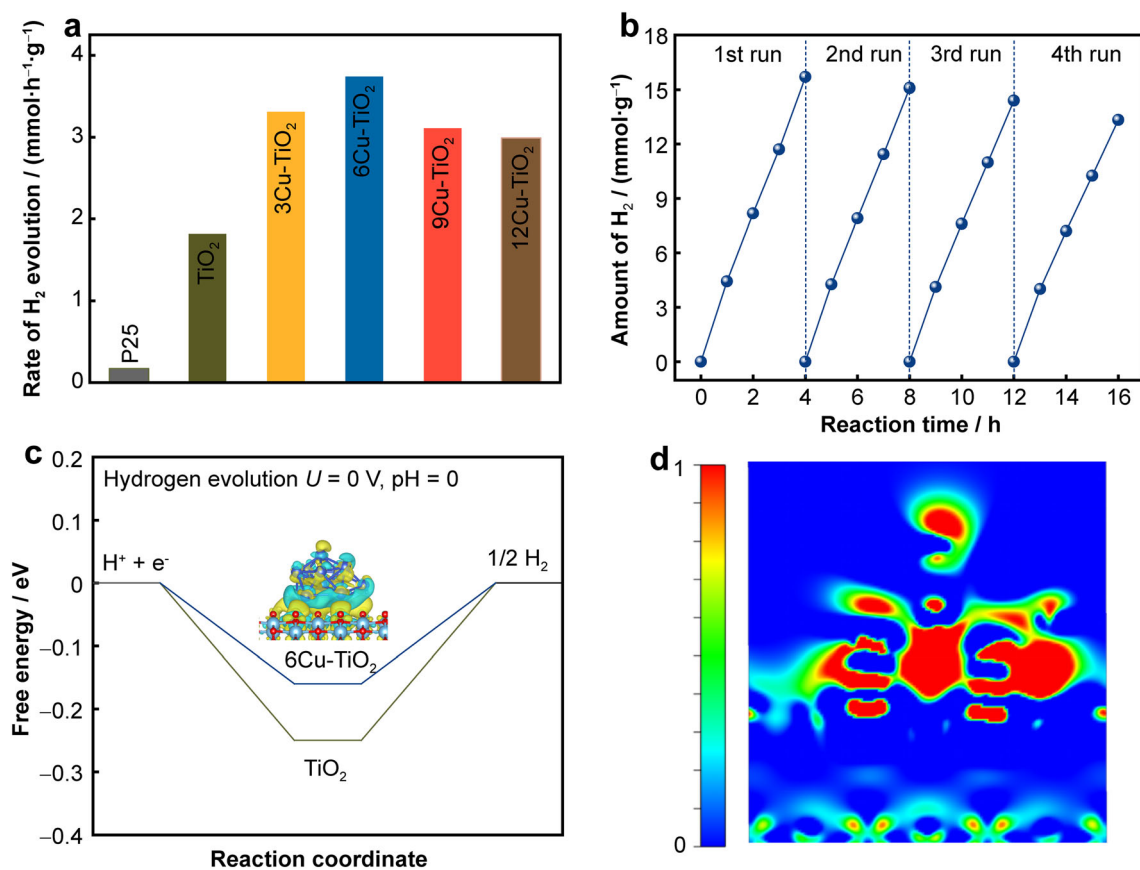 a
Rate of H₂ evolution / (mmol·h⁻¹·g⁻¹)
4
3
2
1
0
P25
TiO₂
3Cu-TiO₂
6Cu-TiO₂
9Cu-TiO₂
12Cu-TiO₂
b
Amount of H₂ / (mmol·g⁻¹)
18
15
12
9
6
3
0
1st run
2nd run
3rd run
4th run
0 2 4 6 8 10 12 14 16
Reaction time / h
c
Free energy / eV
0.2
0.1
0
−0.1
−0.2
−0.3
−0.4
Hydrogen evolution U = 0 V, pH = 0
H⁺ + e⁻
1/2 H₂
6Cu-TiO₂
TiO₂
Reaction coordinate
d
1
0